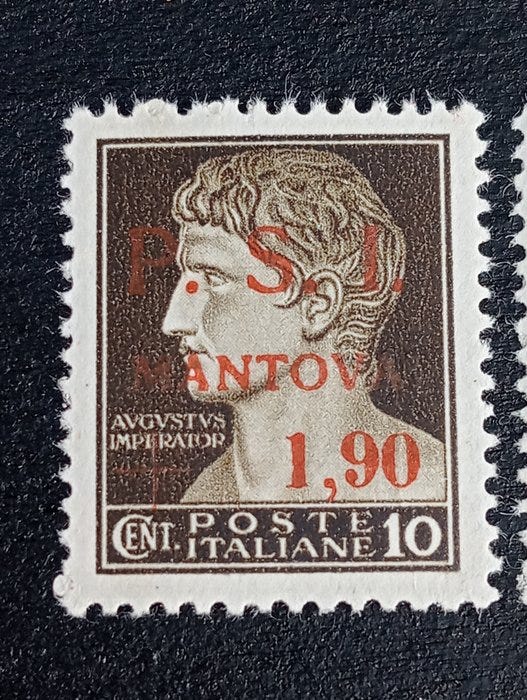 P. S. I.
MANTOVA
AVGVSTVS
IMPERATOR
1,90
CENT. POSTE ITALIANE 10